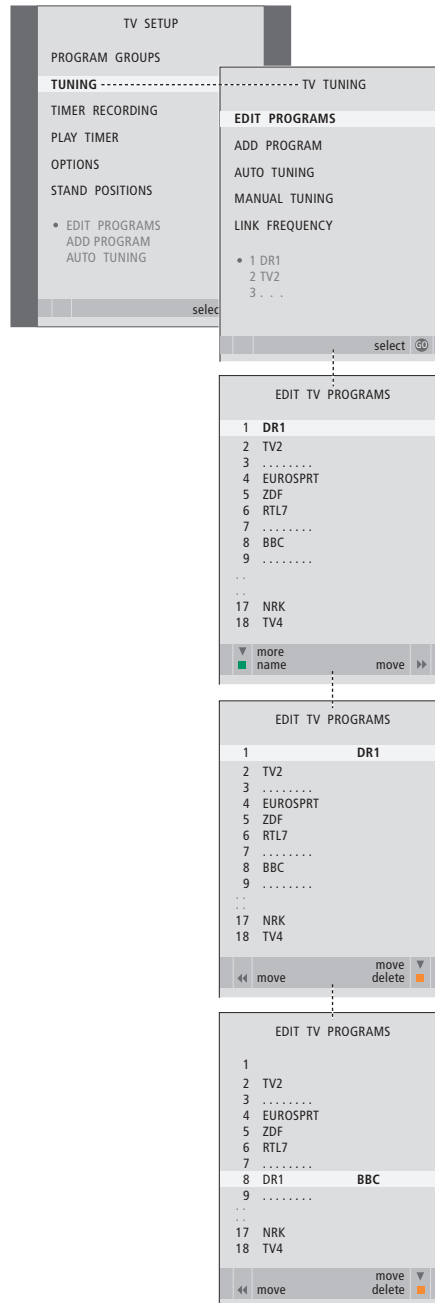 TV SETUP
PROGRAM GROUPS
TUNING
TIMER RECORDING
PLAY TIMER
OPTIONS
STAND POSITIONS
• EDIT PROGRAMS
ADD PROGRAM
AUTO TUNING
selec
TV TUNING
EDIT PROGRAMS
ADD PROGRAM
AUTO TUNING
MANUAL TUNING
LINK FREQUENCY
• 1 DR1
2 TV2
3 . . .
select GO
EDIT TV PROGRAMS
1 DR1
2 TV2
3 . . . . . . . .
4 EUROSPRT
5 ZDF
6 RTL7
7 . . . . . . . .
8 BBC
9 . . . . . . . .
. .
. .
17 NRK
18 TV4
▼ more
name move ►►
EDIT TV PROGRAMS
1 DR1
2 TV2
3 . . . . . . . .
4 EUROSPRT
5 ZDF
6 RTL7
7 . . . . . . . .
8 BBC
9 . . . . . . . .
. .
. .
17 NRK
18 TV4
move ▼
◄◄ move delete
EDIT TV PROGRAMS
1
2 TV2
3 . . . . . . . .
4 EUROSPRT
5 ZDF
6 RTL7
7 . . . . . . . .
8 DR1 BBC
9 . . . . . . . .
. .
. .
17 NRK
18 TV4
move ▼
◄◄ move delete